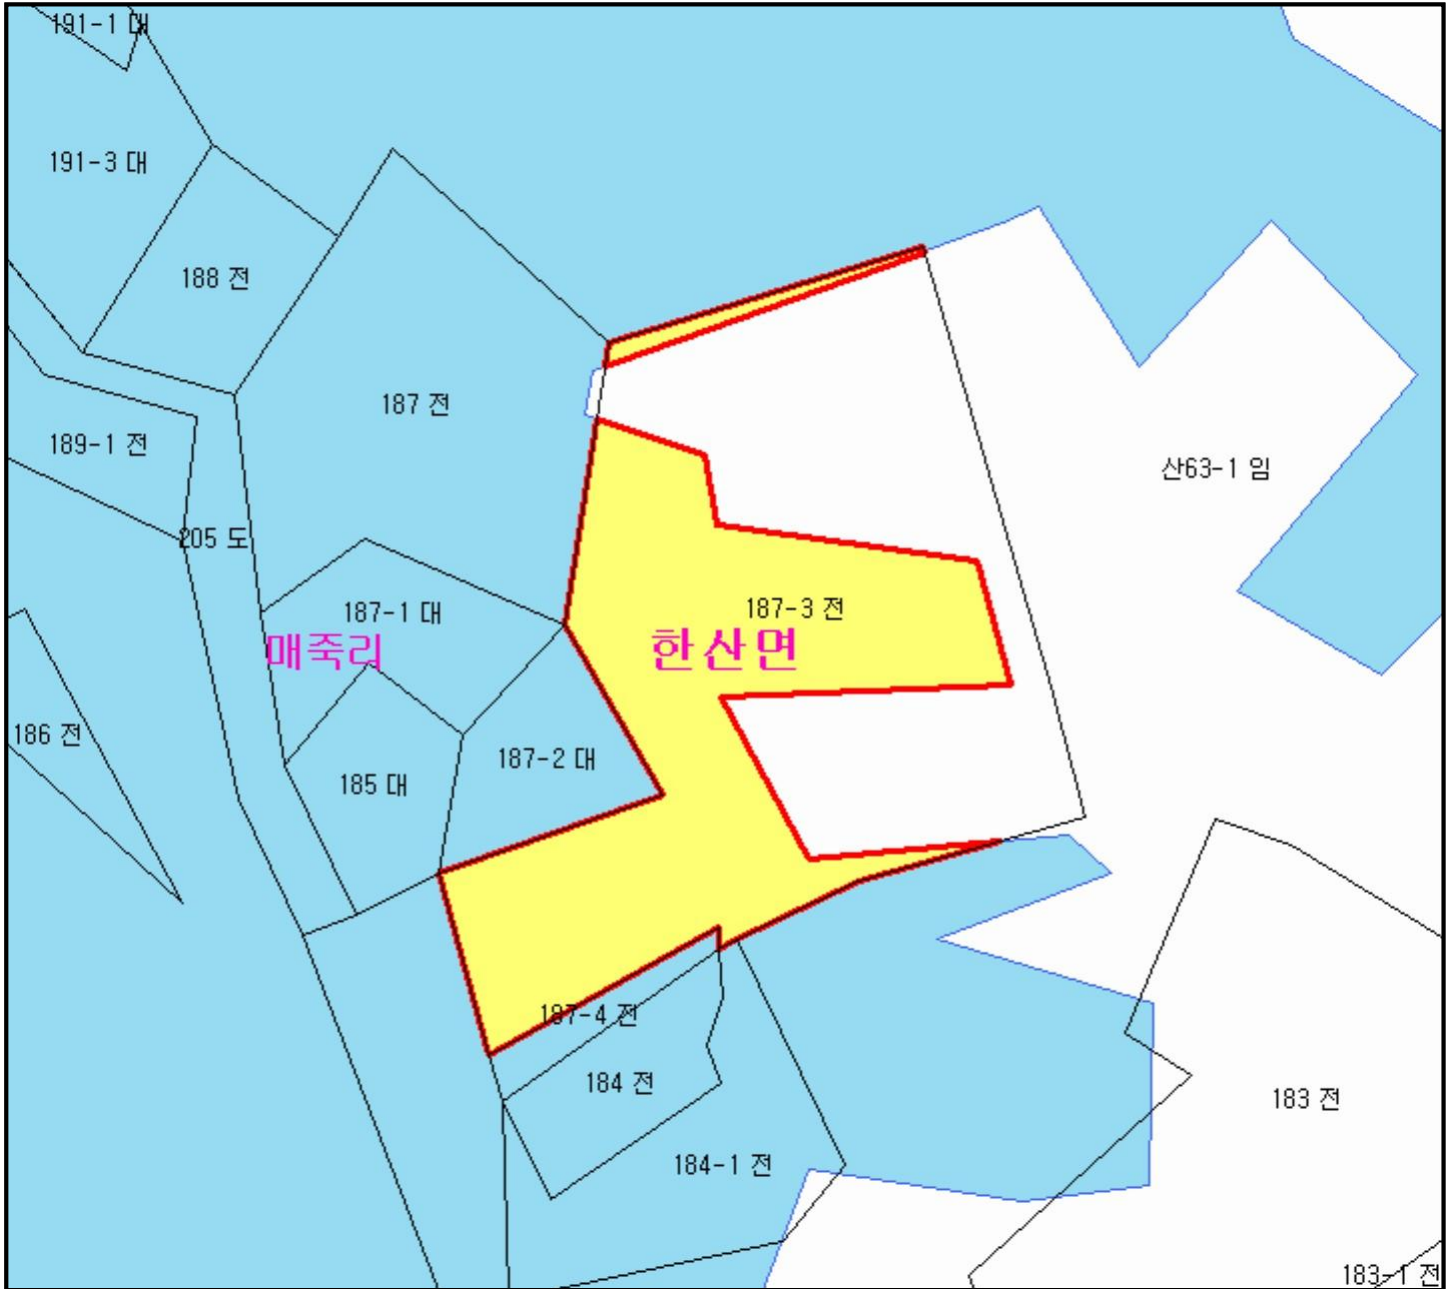 191-1 대
191-3 대
188 전
187 전
189-1 전
산63-1 임
205 도
187-1 대
187-3 전
매죽리
한산면
186 전
187-2 대
185 대
187-4 전
184 전
183 전
184-1 전
183-1 전